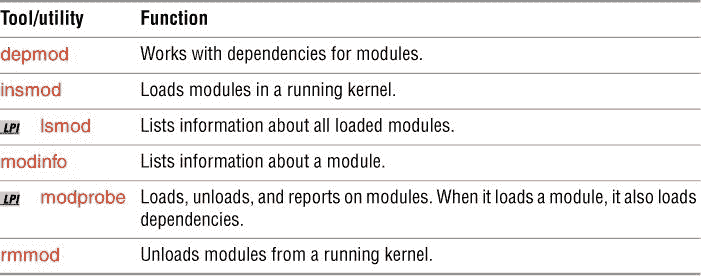 Tool/utility Function
depmod Works with dependencies for modules.
insmod Loads modules in a running kernel.
LPI lsmod Lists information about all loaded modules.
modinfo Lists information about a module.
LPI modprobe Loads, unloads, and reports on modules. When it loads a module, it also loads
dependencies.
rmmod Unloads modules from a running kernel.